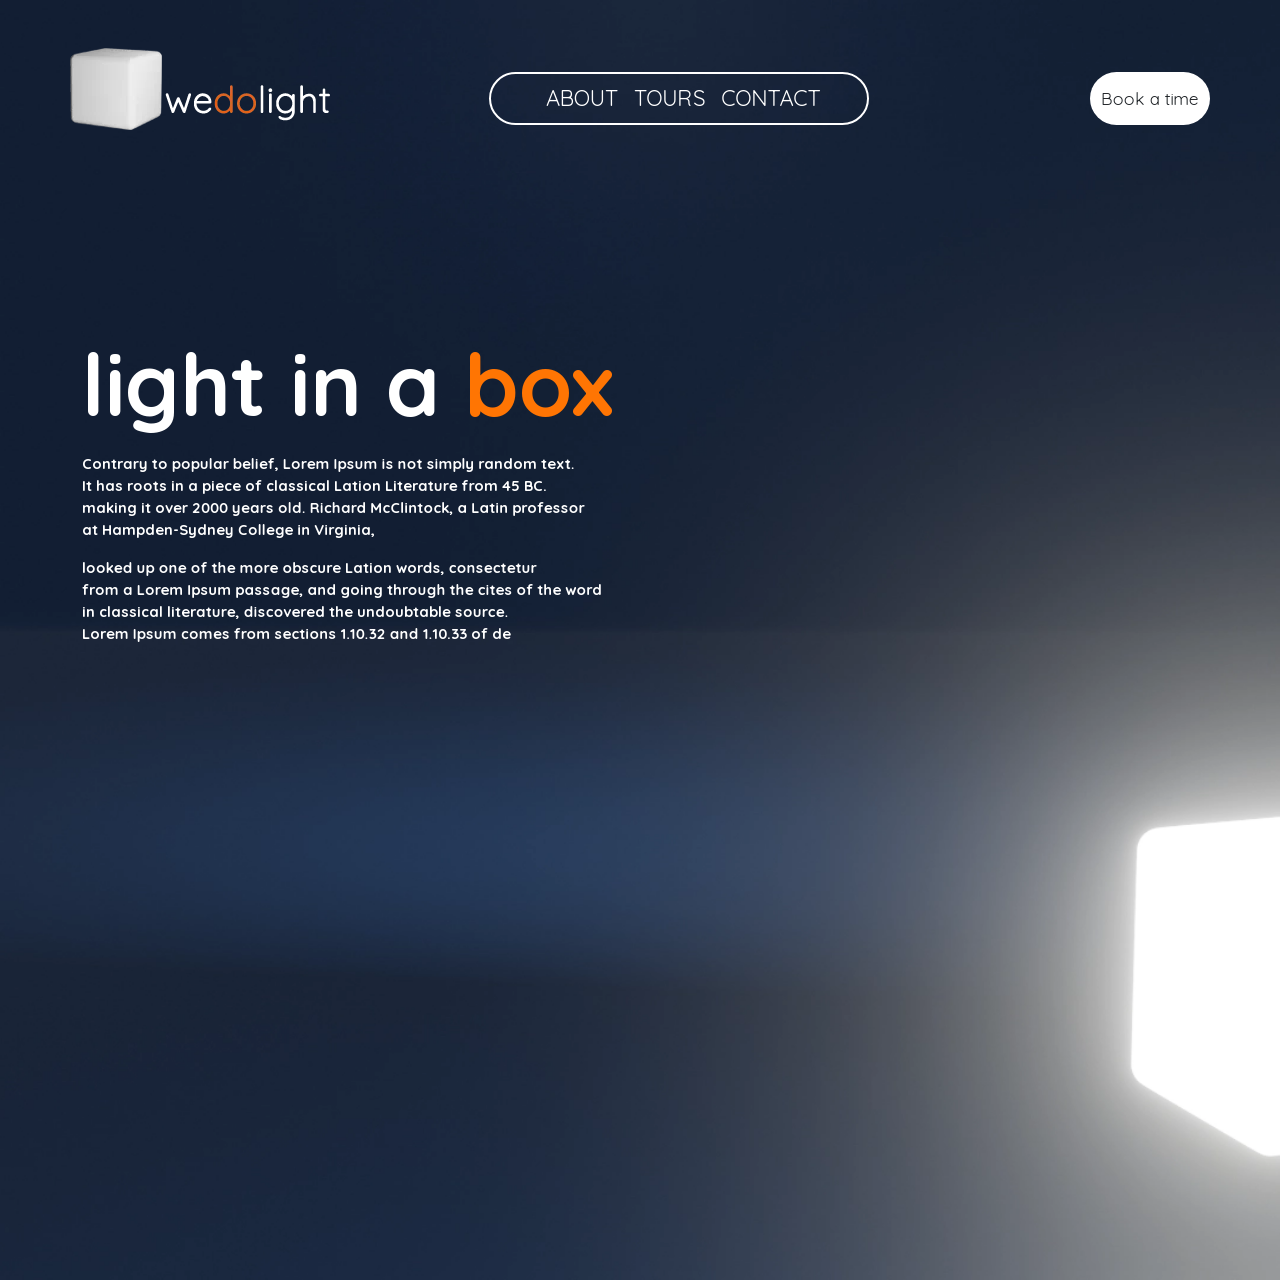 wedolight
ABOUT TOURS CONTACT
Book a time
light in a box
Contrary to popular belief, Lorem Ipsum is not simply random text.
It has roots in a piece of classical Lation Literature from 45 BC.
making it over 2000 years old. Richard McClintock, a Latin professor
at Hampden-Sydney College in Virginia,
looked up one of the more obscure Lation words, consectetur
from a Lorem Ipsum passage, and going through the cites of the word
in classical literature, discovered the undoubtable source.
Lorem Ipsum comes from sections 1.10.32 and 1.10.33 of de